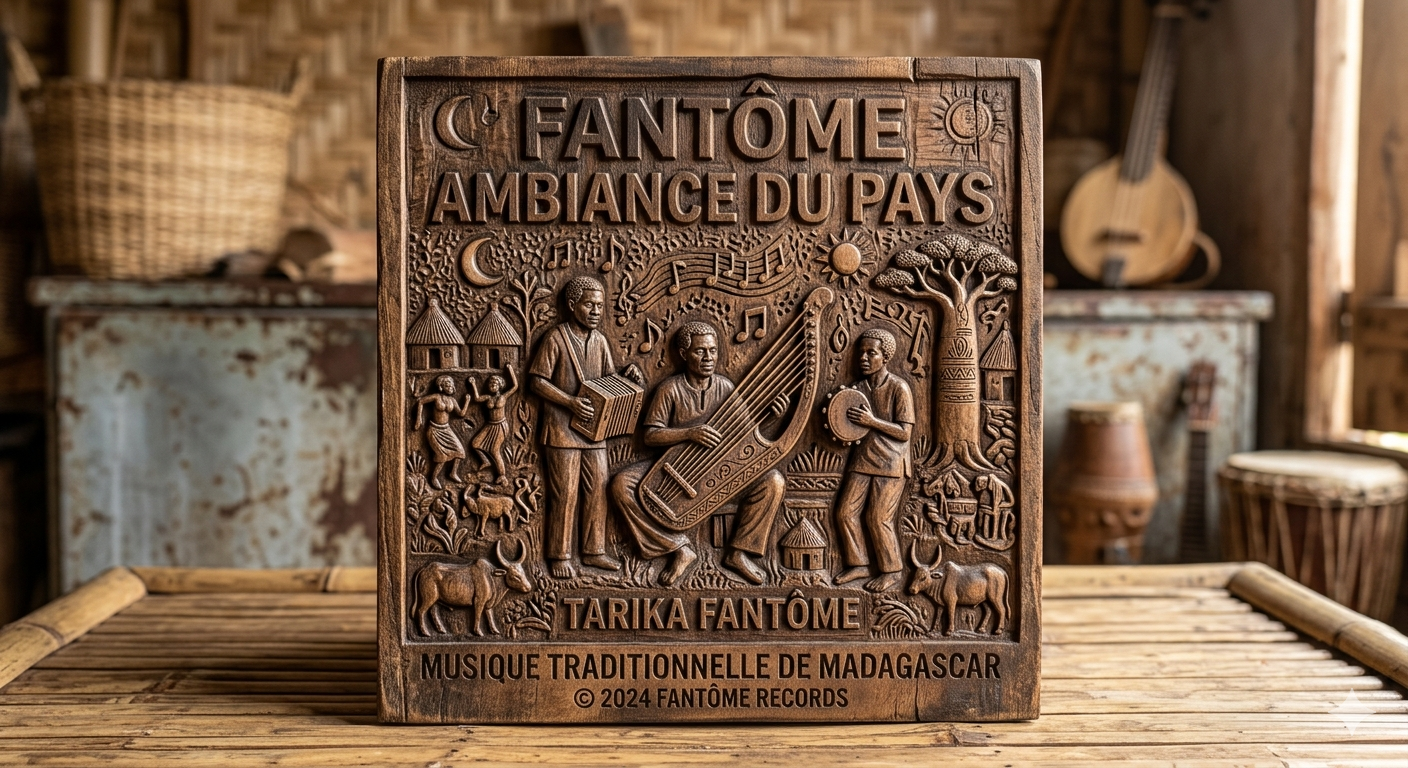 FANTÔME
AMBIANCE DU PAYS
TARIKA FANTÔME
MUSIQUE TRADITIONNELLE DE MADAGASCAR
© 2024 FANTÔME RECORDS